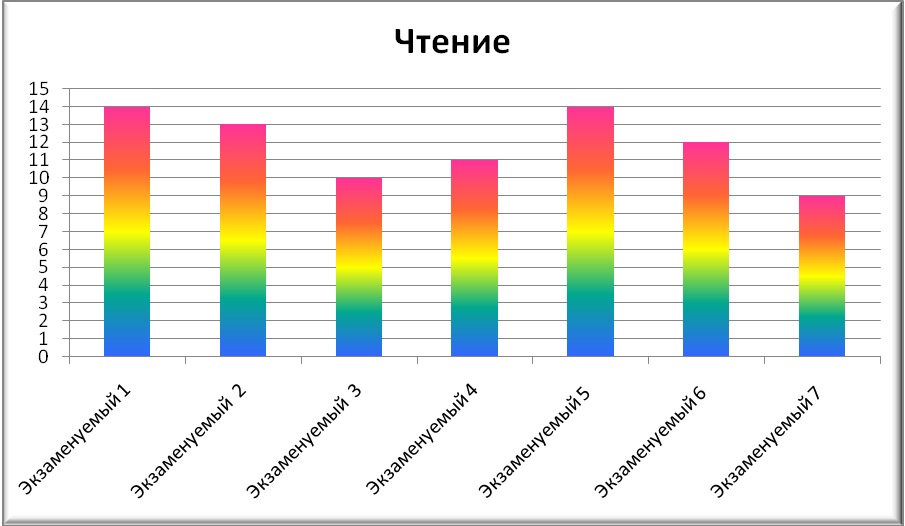 Чтение
15
14
13
12
11
10
9
8
7
6
5
4
3
2
1
0
Экзаменуемый 1
Экзаменуемый 2
Экзаменуемый 3
Экзаменуемый 4
Экзаменуемый 5
Экзаменуемый 6
Экзаменуемый 7